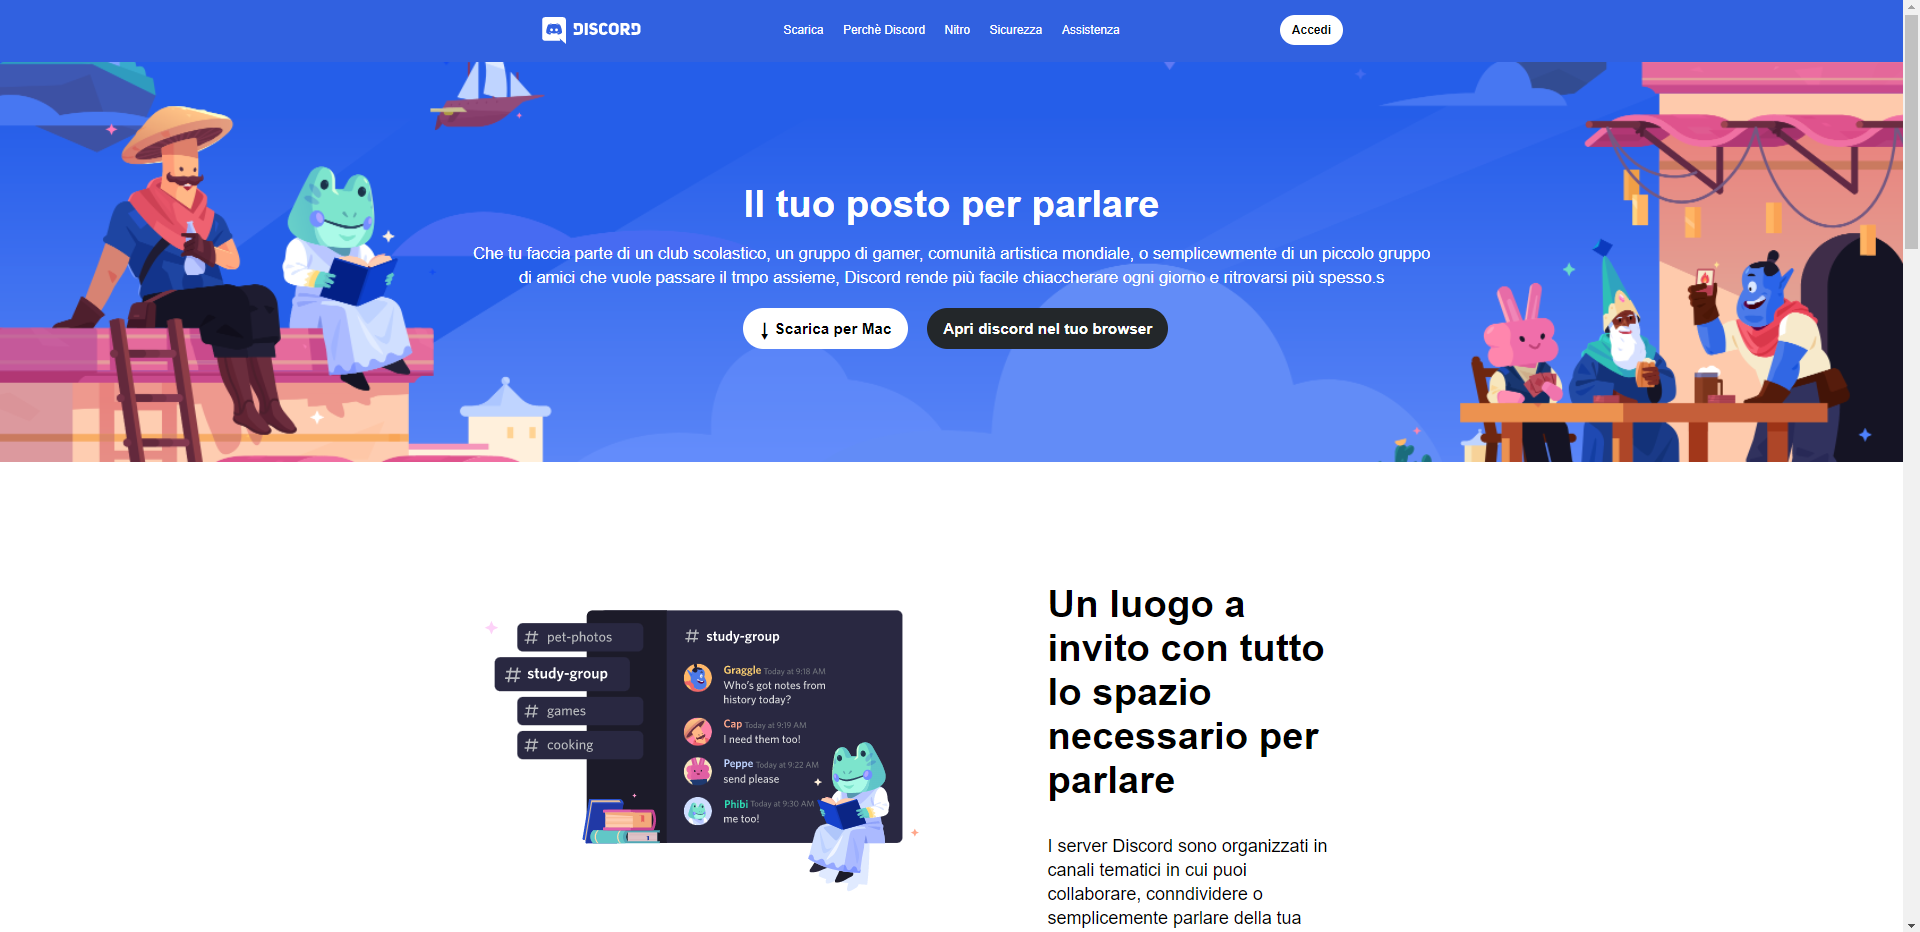 DISCORD
Scarica Perchè Discord Nitro Sicurezza Assistenza
Accedi
Il tuo posto per parlare
Che tu faccia parte di un club scolastico, un gruppo di gamer, comunità artistica mondiale, o semplicewmente di un piccolo gruppo
di amici che vuole passare il tmpo assieme, Discord rende più facile chiaccherare ogni giorno e ritrovarsi più spesso.s
↓ Scarica per Mac
Apri discord nel tuo browser
# pet-photos
# study-group
# games
# cooking
# study-group
Graggle Today at 9:18 AM
Who's got notes from
history today?
Cap Today at 9:19 AM
I need them too!
Peppe Today at 9:22 AM
send please
Phibi Today at 9:30 AM
me too!
Un luogo a
invito con tutto
lo spazio
necessario per
parlare
I server Discord sono organizzati in
canali tematici in cui puoi
collaborare, conndividere o
semplicemente parlare della tua